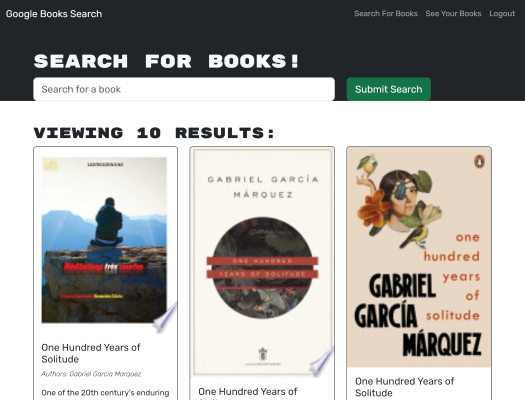 Google Books Search
Search For Books See Your Books Logout
SEARCH FOR BOOKS!
Search for a book
Submit Search
VIEWING 10 RESULTS:
GABRIEL GARCÍA
MÁRQUEZ
ONE HUNDRED
YEARS OF SOLITUDE
one
hundred
years
of
solitude
GABRIEL
GARCÍA
MÁRQUEZ
One Hundred Years of
Solitude
Authors: Gabriel Garcia Marquez
One of the 20th century's enduring
One Hundred Years of
One Hundred Years of
Solitude